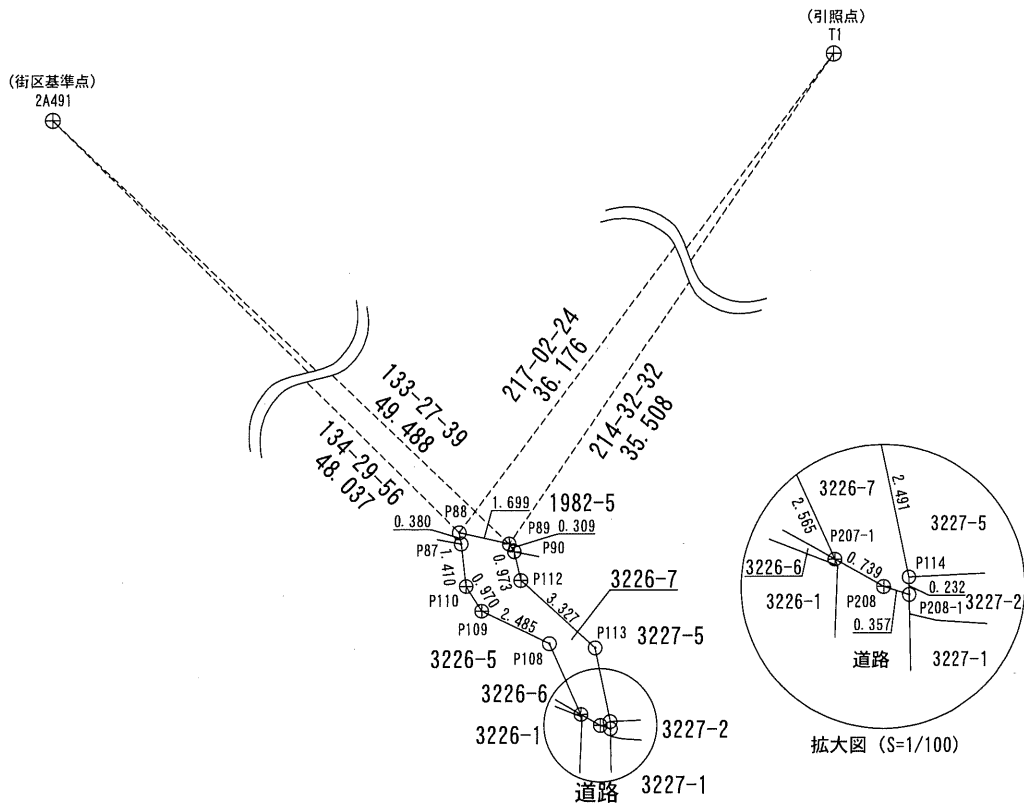 (引照点)
T1
(街区基準点)
2A491
217-02-24
36.176
214-32-32
35.508
133-27-39
49.488
134-29-56
48.037
P88
1.699
1982-5
0.380
P89
0.309
P87
P90
1.410
0.973
P112
P110
0.970
3.327
3226-7
P109
2.485
P113
3227-5
P108
3226-5
3226-6
3226-1
3227-2
3227-1
道路
3226-7
2.491
2.565
3227-5
P207-1
P114
3226-6
0.739
0.232
3226-1
P208
P208-1
3227-2
0.357
道路
3227-1
拡大図 (S=1/100)